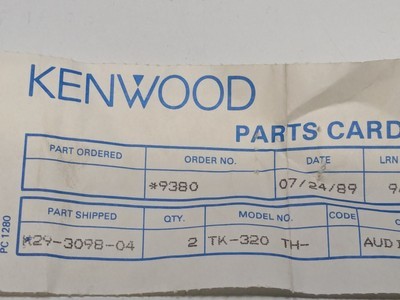 KENWOOD
PARTS CARD
PART ORDERED ORDER NO. DATE LRN
*9380 07/24/89
PART SHIPPED QTY. MODEL NO. CODE
K29-3098-04 2 TK-320 TH-
PC 1280